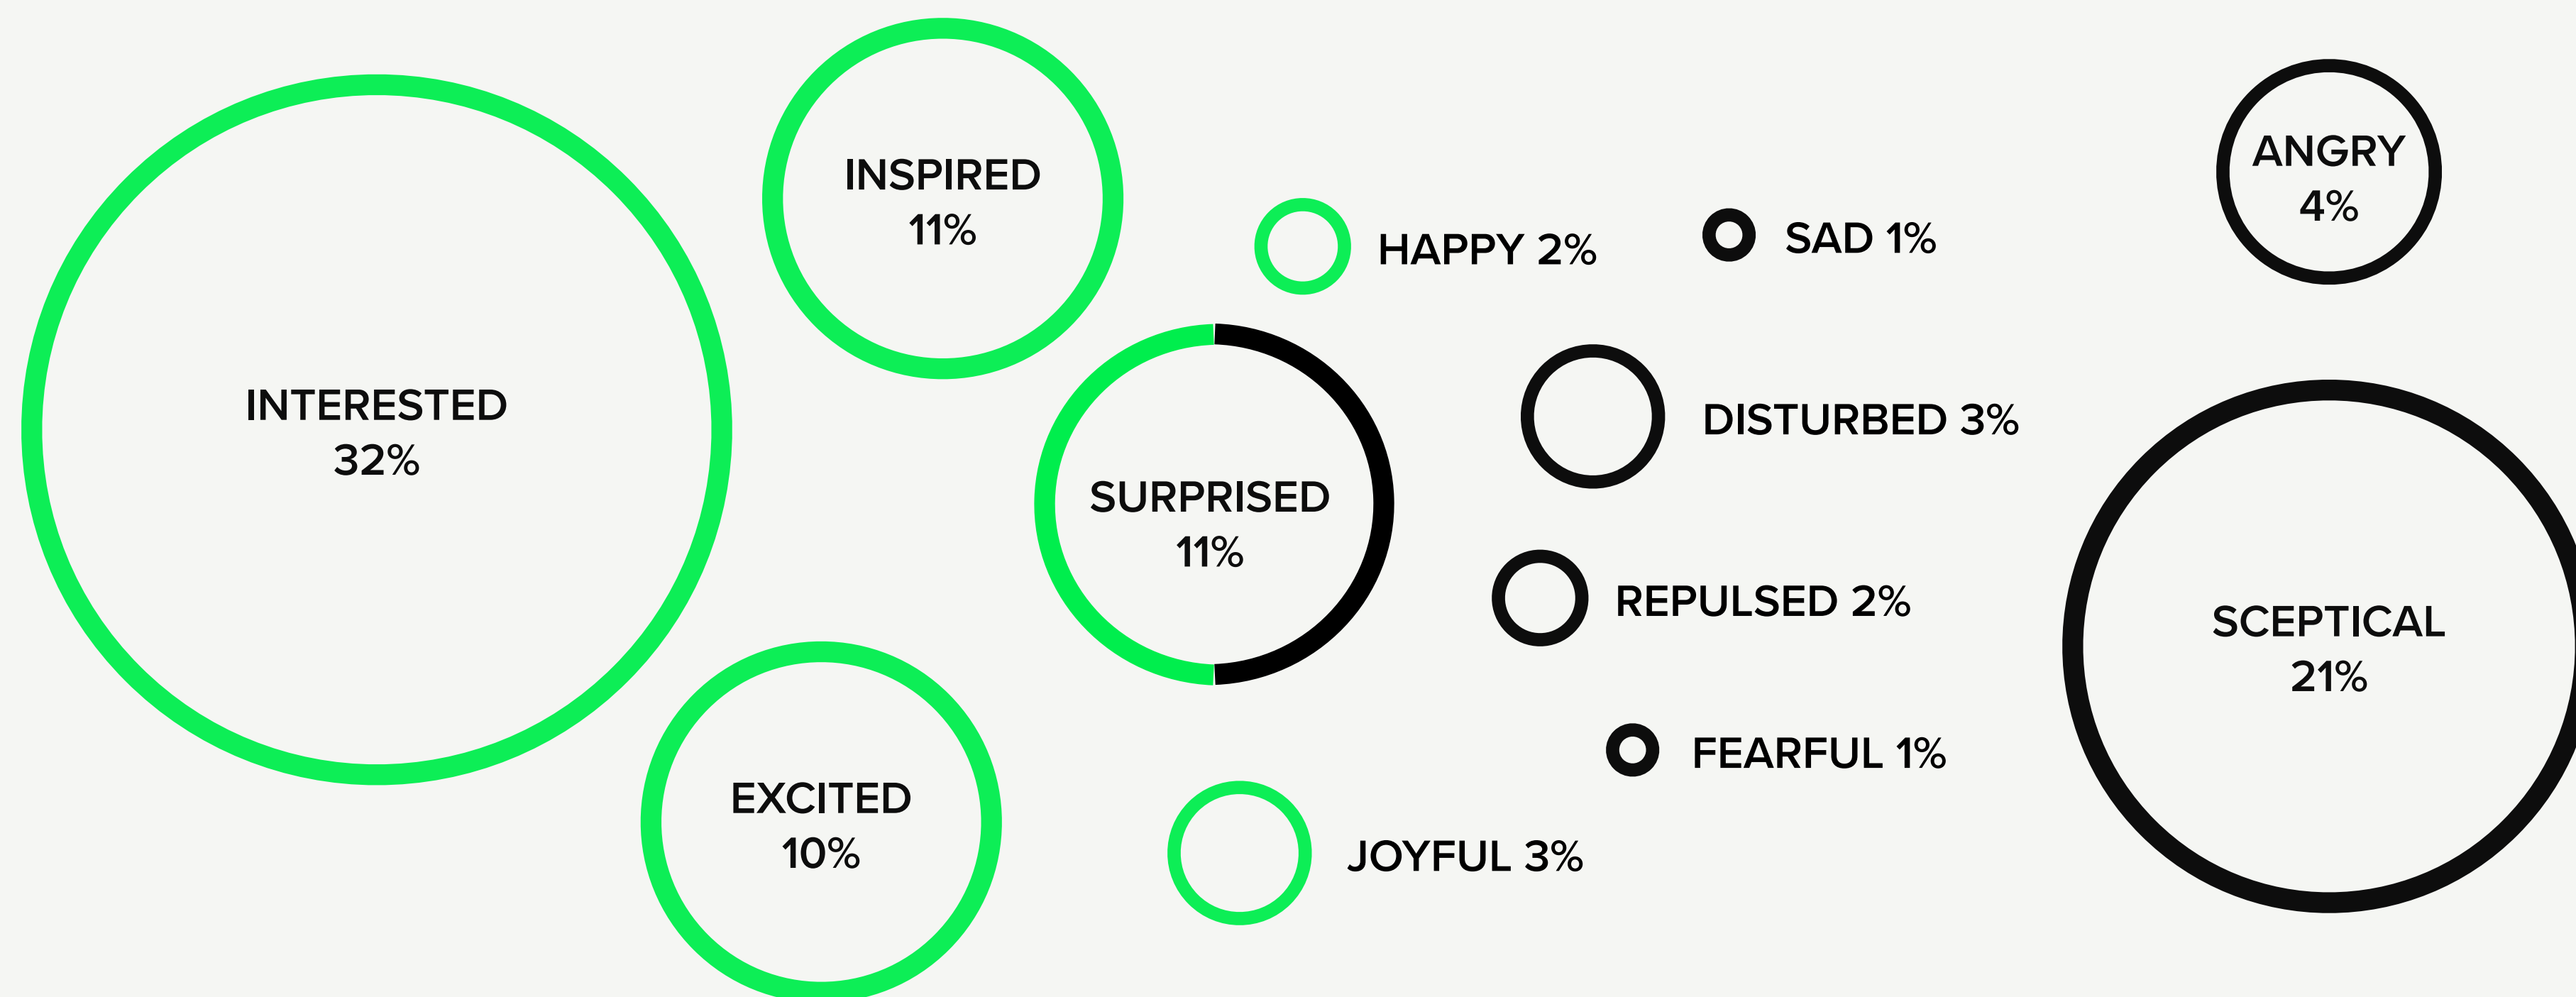 INTERESTED
32%
INSPIRED
11%
EXCITED
10%
SURPRISED
11%
HAPPY 2%
JOYFUL 3%
SAD 1%
DISTURBED 3%
REPULSED 2%
FEARFUL 1%
ANGRY
4%
SCEPTICAL
21%